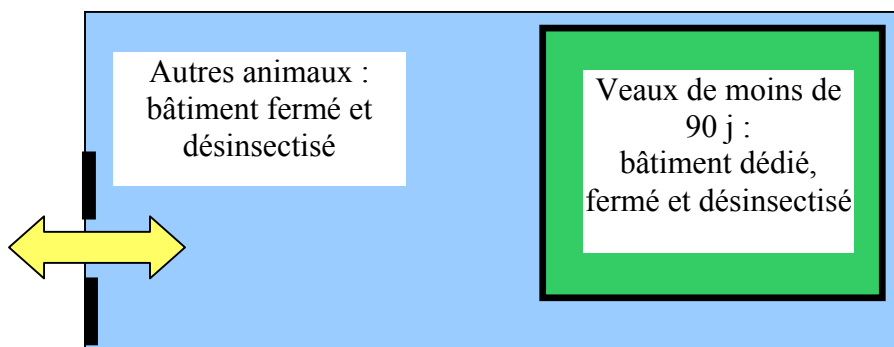 Autres animaux :
bâtiment fermé et
désinsectisé
Veaux de moins de
90 j :
bâtiment dédié,
fermé et désinsectisé